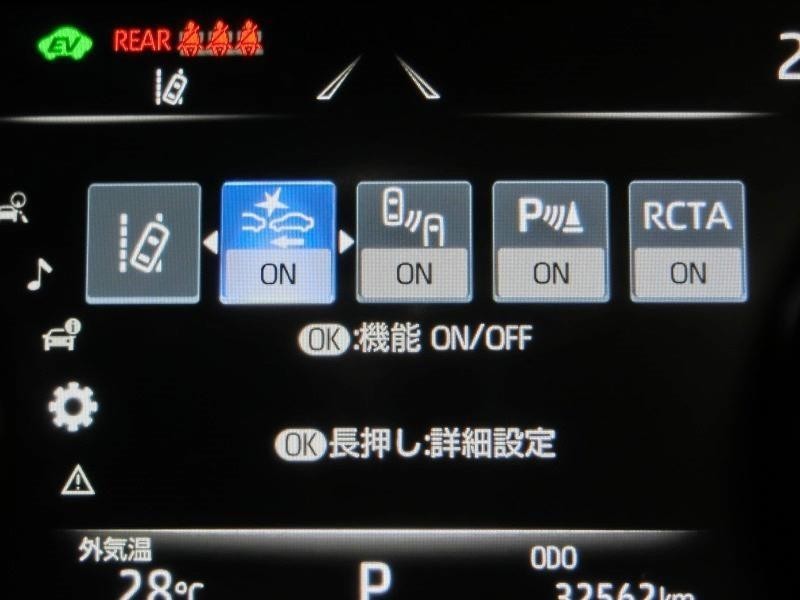 EV REAR
2
P RCTA
ON ON ON ON
OK:機能 ON/OFF
OK長押し:詳細設定
外気温 ODO
28℃ P 32562km